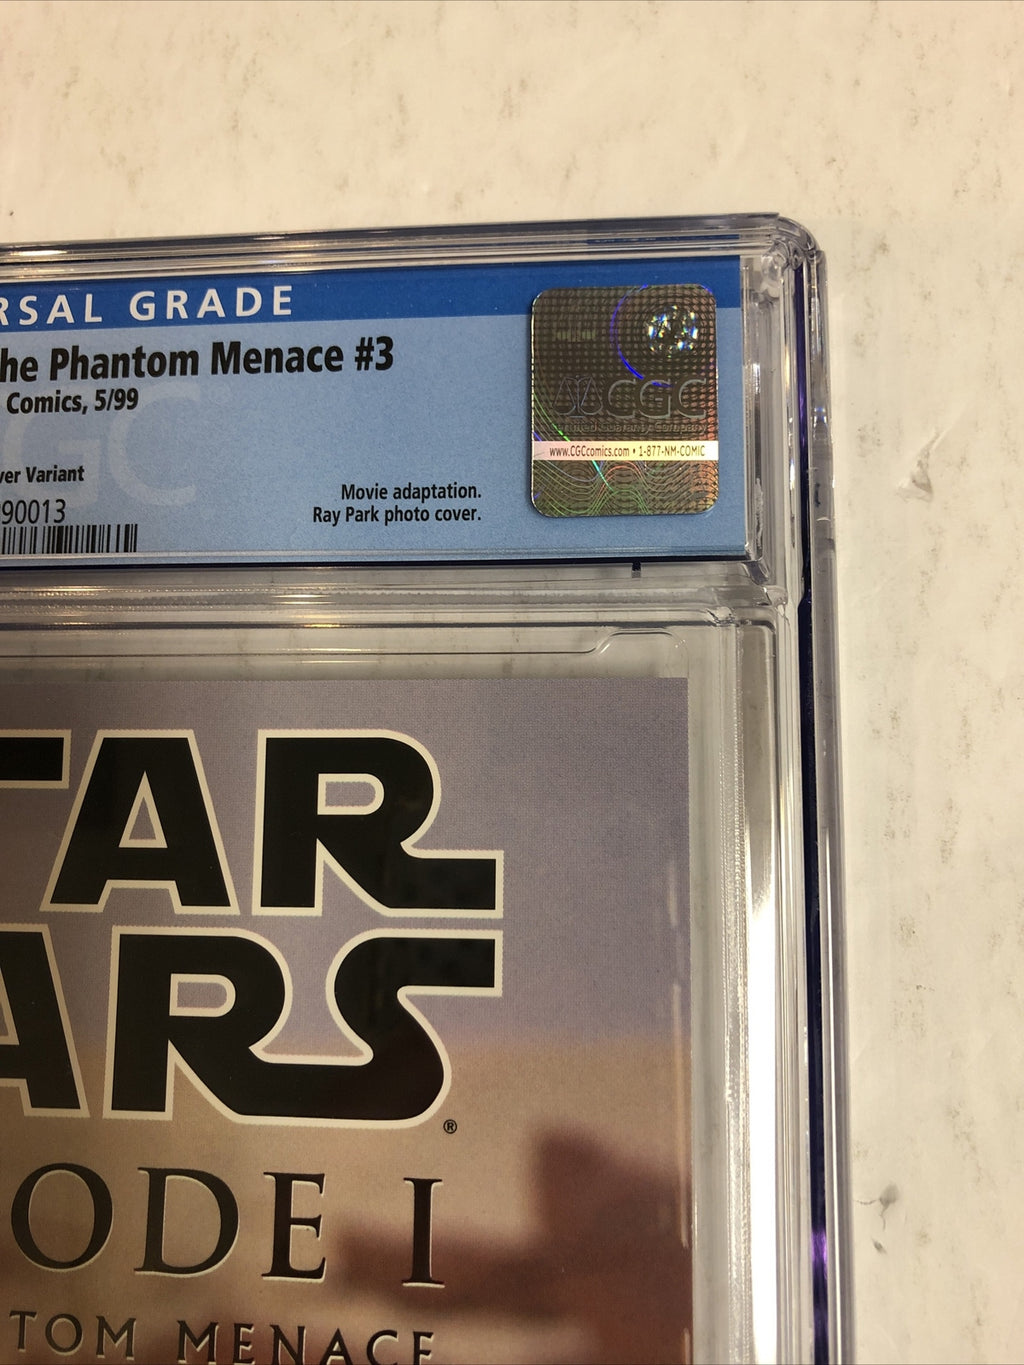 RSAL GRADE
he Phantom Menace #3
Comics, 5/99
ver Variant
90013
Movie adaptation.
Ray Park photo cover.
CGC
www.CGCcomics.com • 1-877-NM-COMIC
CGC
TAR
ARS®
ODE I
TOM MENACE